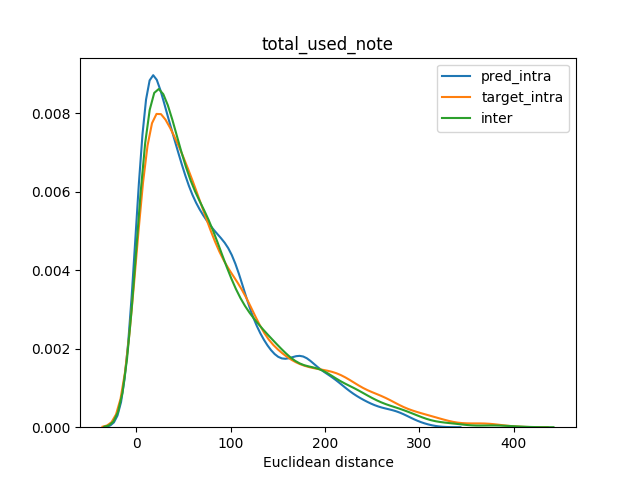 total_used_note
pred_intra
target_intra
inter
0.008
0.006
0.004
0.002
0.000
0 100 200 300 400
Euclidean distance